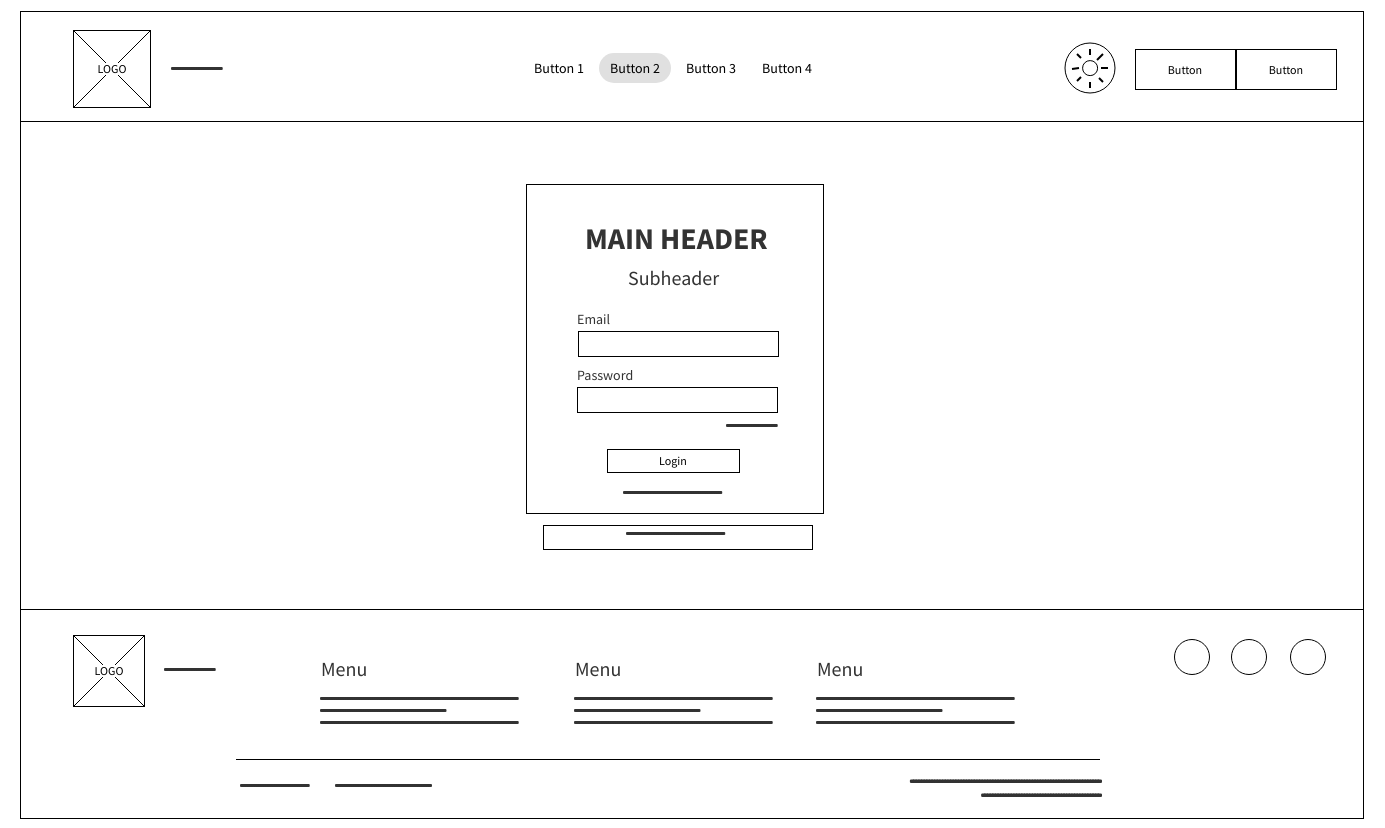 LOGO
Button 1 Button 2 Button 3 Button 4
Button Button
MAIN HEADER
Subheader
Email
Password
Login
LOGO
Menu Menu Menu